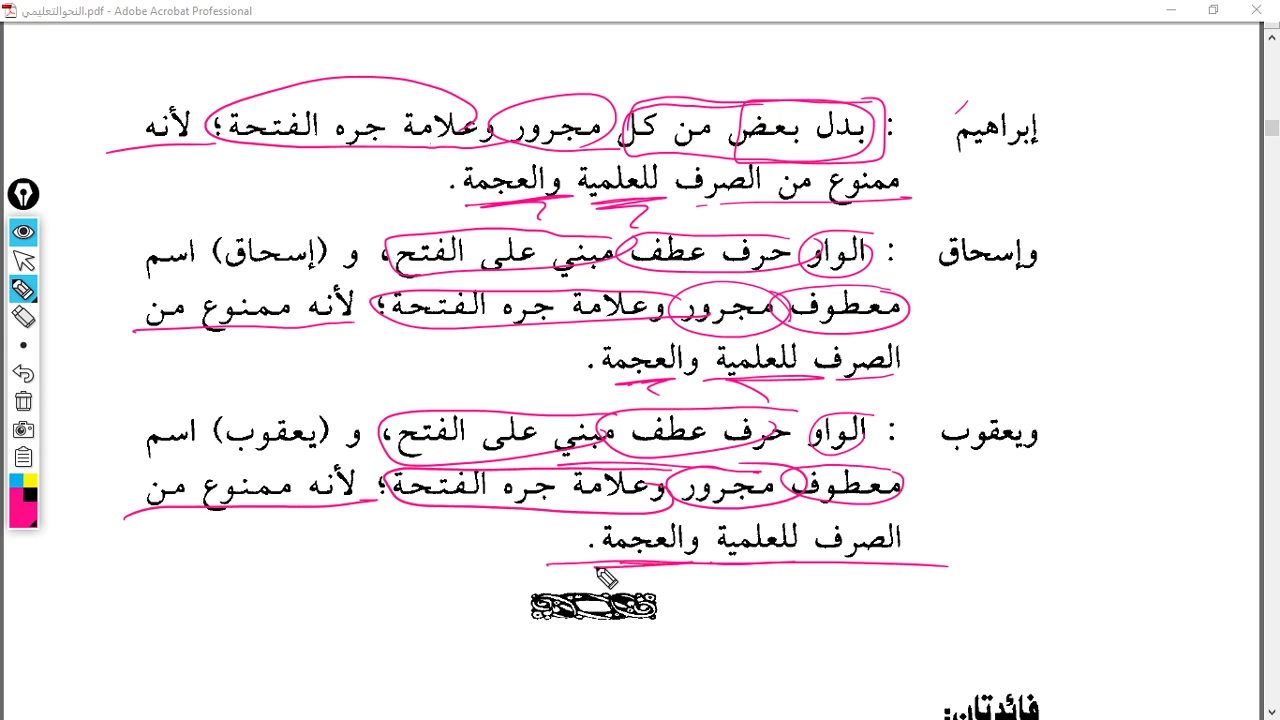 النحوالتعليمي.pdf - Adobe Acrobat Professional
إبراهيمَ : بدل بعض من كل مجرور وعلامة جره الفتحة؛ لأنه
ممنوع من الصرف للعلمية والعجمة.
وإسحاق : الواو حرف عطف مبني على الفتح، و (إسحاق) اسم
معطوف مجرور وعلامة جره الفتحة؛ لأنه ممنوع من
الصرف للعلمية والعجمة.
ويعقوب : الواو حرف عطف مبني على الفتح، و (يعقوب) اسم
معطوف مجرور وعلامة جره الفتحة؛ لأنه ممنوع من
الصرف للعلمية والعجمة.
فائدتان: